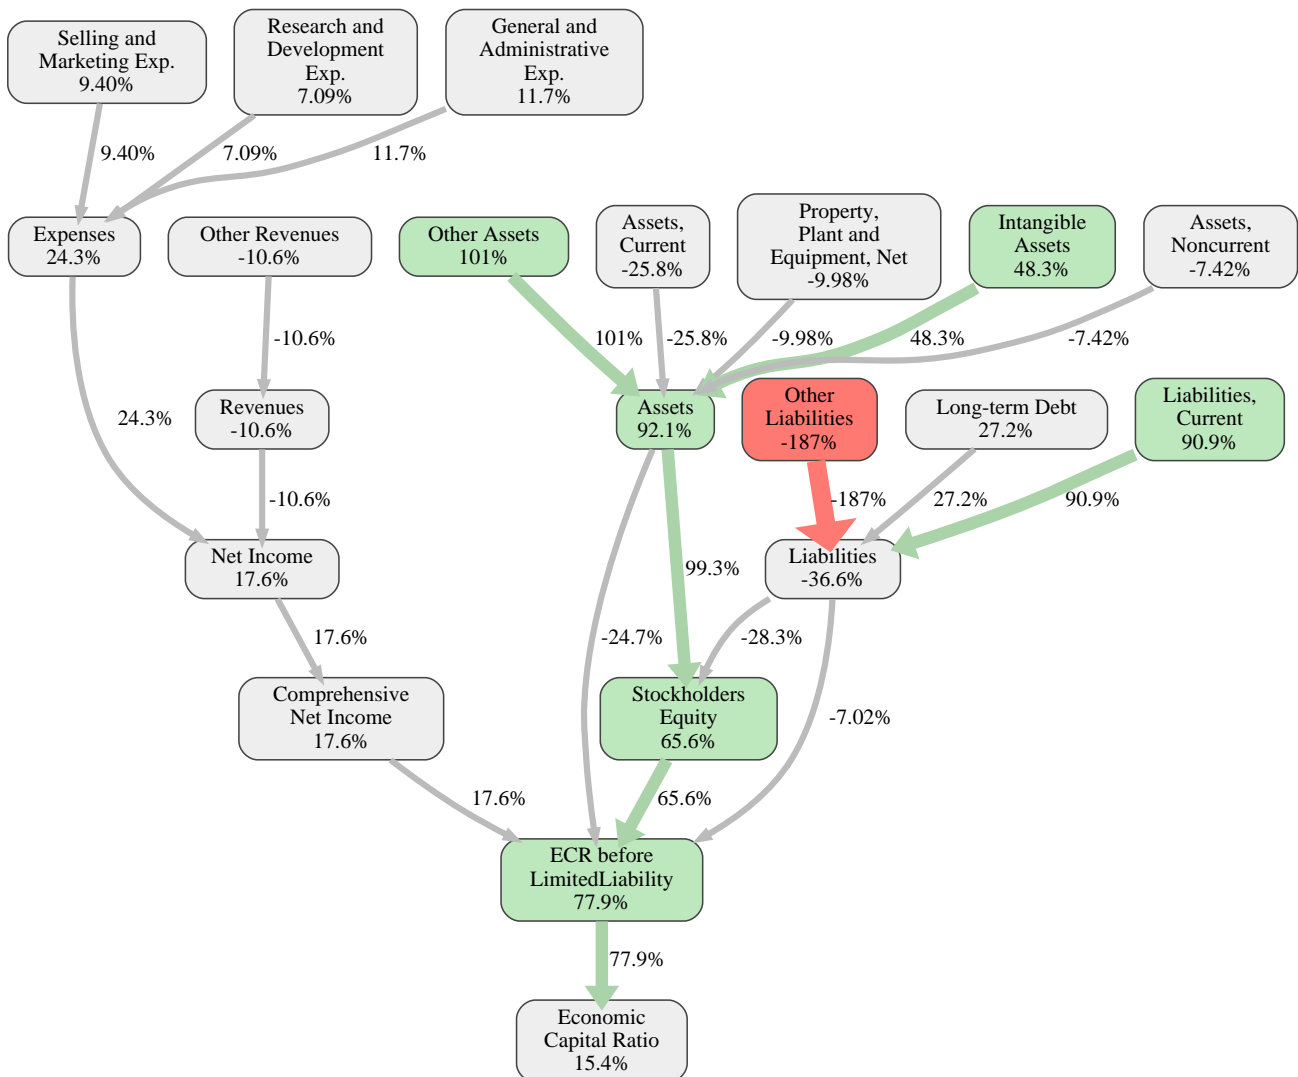 Selling and
Marketing Exp.
9.40%
Research and
Development
Exp.
7.09%
General and
Administrative
Exp.
11.7%
9.40%
7.09%
11.7%
Expenses
24.3%
Other Revenues
-10.6%
Other Assets
101%
Assets,
Current
-25.8%
Property,
Plant and
Equipment, Net
-9.98%
Intangible
Assets
48.3%
Assets,
Noncurrent
-7.42%
-10.6%
101%
-25.8%
-9.98%
48.3%
-7.42%
24.3%
Revenues
-10.6%
Assets
92.1%
Other
Liabilities
-187%
Long-term Debt
27.2%
Liabilities,
Current
90.9%
-10.6%
-187%
27.2%
90.9%
Net Income
17.6%
99.3%
Liabilities
-36.6%
17.6%
-24.7%
-28.3%
-7.02%
Comprehensive
Net Income
17.6%
Stockholders
Equity
65.6%
17.6%
65.6%
ECR before
LimitedLiability
77.9%
77.9%
Economic
Capital Ratio
15.4%